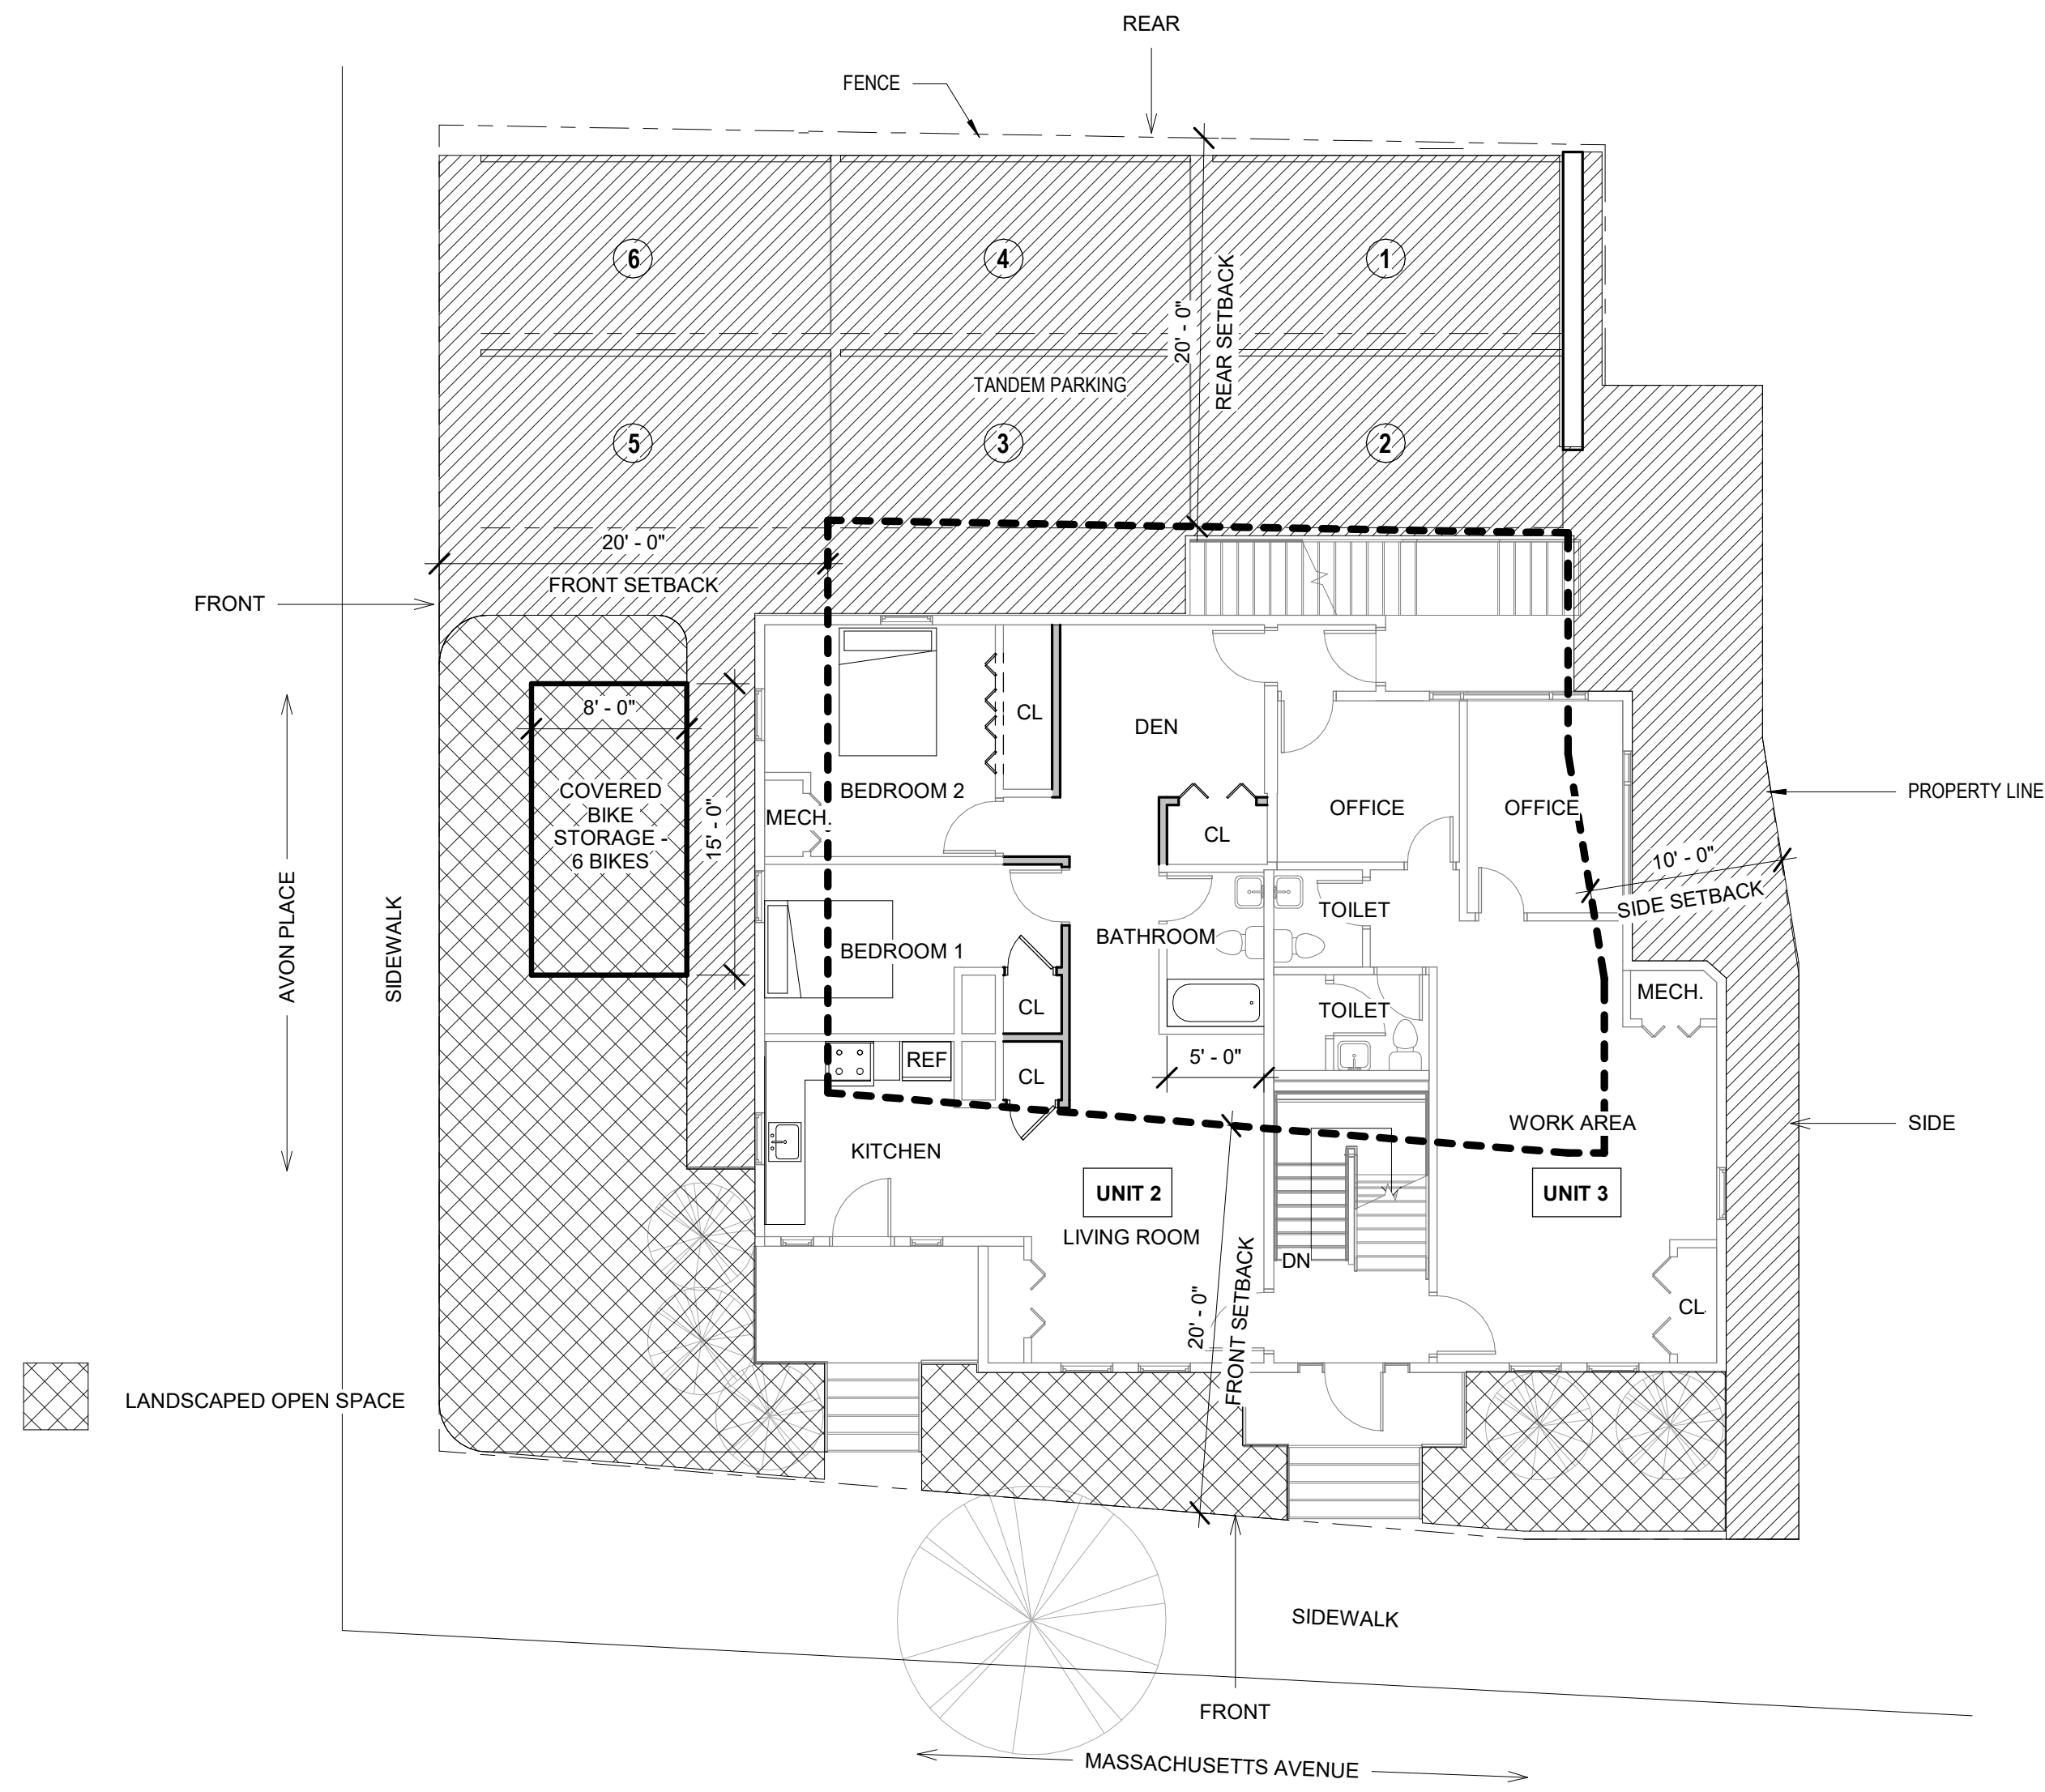 REAR
FENCE
6
4
1
20' - 0"
REAR SETBACK
TANDEM PARKING
5
3
2
20' - 0"
FRONT SETBACK
FRONT
8' - 0"
CL
DEN
COVERED
BIKE
STORAGE -
6 BIKES
15' - 0"
BEDROOM 2
MECH.
CL
OFFICE
OFFICE
PROPERTY LINE
10' - 0"
SIDE SETBACK
AVON PLACE
SIDEWALK
BEDROOM 1
BATHROOM
TOILET
MECH.
CL
TOILET
REF
CL
5' - 0"
KITCHEN
WORK AREA
SIDE
UNIT 2
UNIT 3
LIVING ROOM
DN
20' - 0"
FRONT SETBACK
CL
LANDSCAPED OPEN SPACE
SIDEWALK
FRONT
MASSACHUSETTS AVENUE